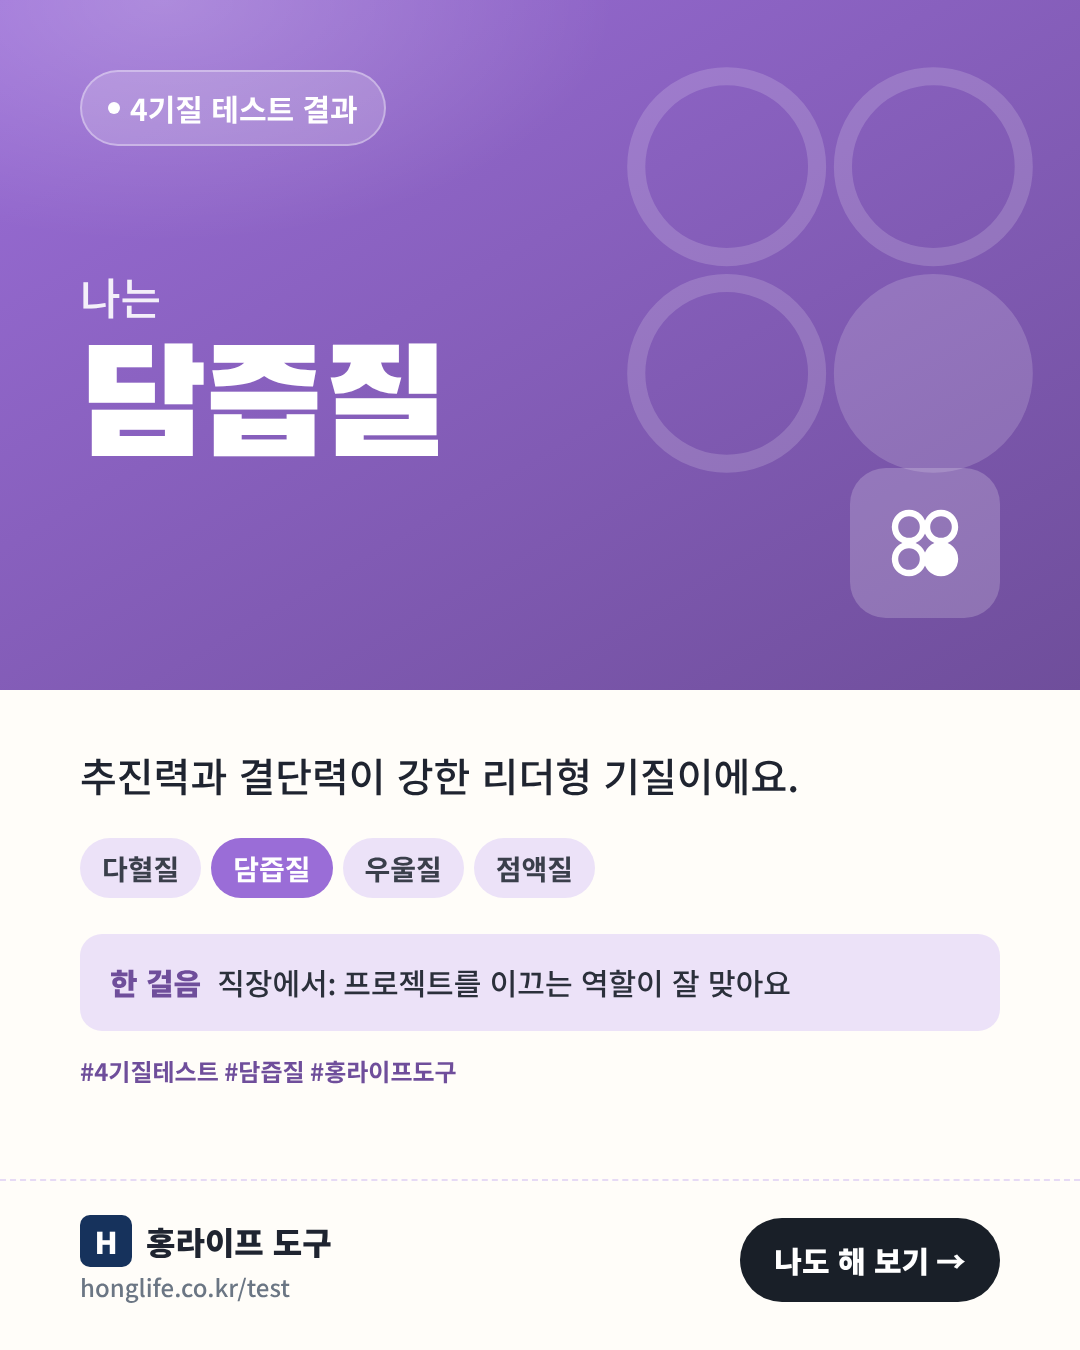 4기질 테스트 결과
나는
담즙질
추진력과 결단력이 강한 리더형 기질이에요.
다혈질 담즙질 우울질 점액질
한 걸음 직장에서: 프로젝트를 이끄는 역할이 잘 맞아요
#4기질테스트 #담즙질 #홍라이프도구
H 홍라이프 도구
honglife.co.kr/test
나도 해 보기 →